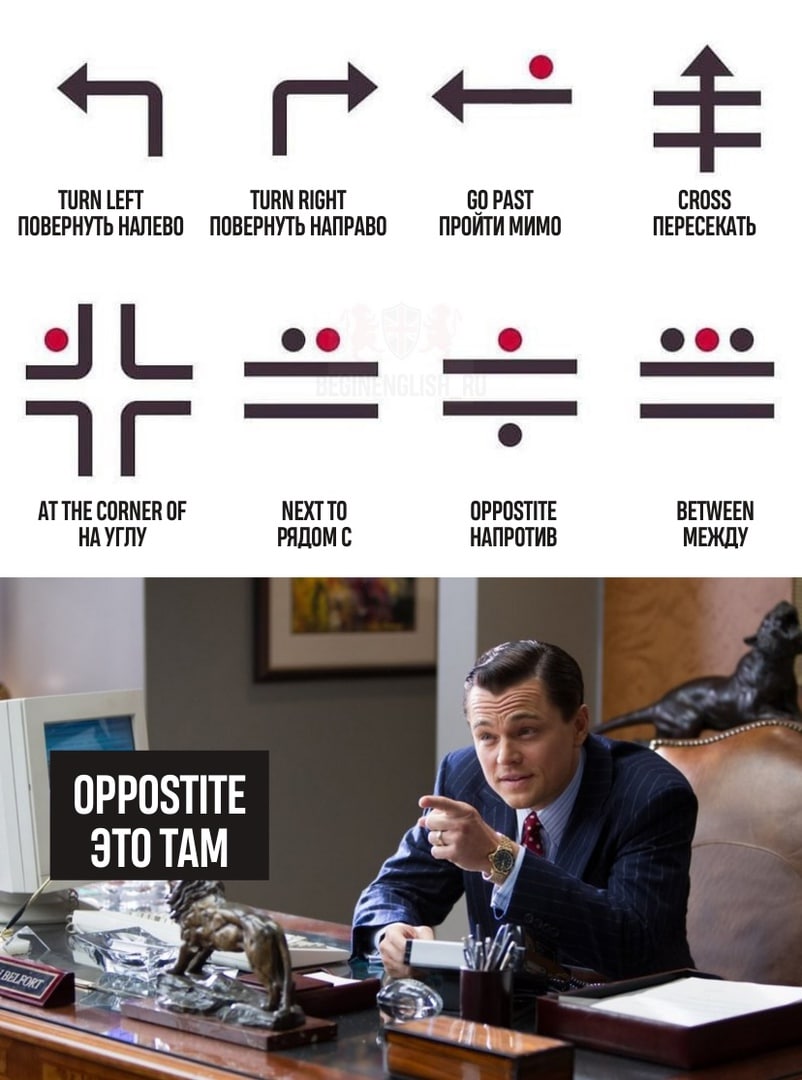 TURN LEFT
ПОВЕРНУТЬ НАЛЕВО
TURN RIGHT
ПОВЕРНУТЬ НАПРАВО
GO PAST
ПРОЙТИ МИМО
CROSS
ПЕРЕСЕКАТЬ
BEGINENGLISH_RU
AT THE CORNER OF
НА УГЛУ
NEXT TO
РЯДОМ С
OPPOSTITE
НАПРОТИВ
BETWEEN
МЕЖДУ
OPPOSTITE
ЭТО ТАМ
BELFORT